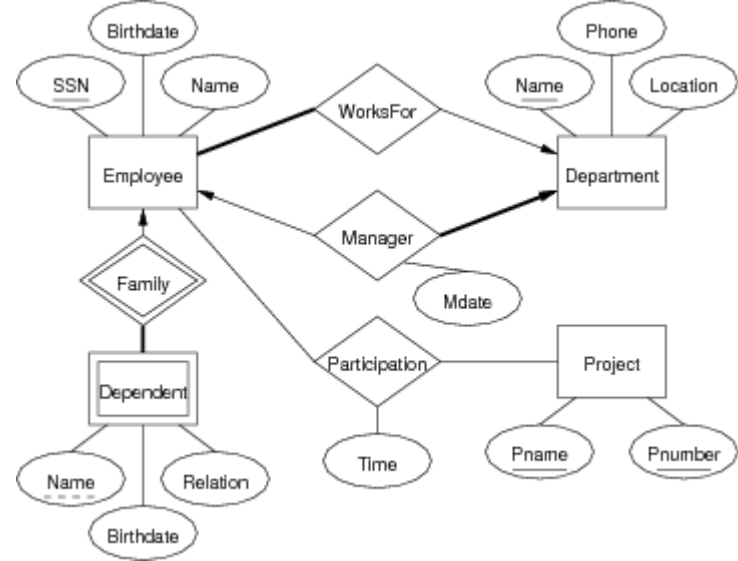 Birthdate
Phone
SSN
Name
Name
Location
WorksFor
Employee
Department
Manager
Family
Mdate
Participation
Project
Dependent
Pname
Pnumber
Time
Name
Relation
Birthdate